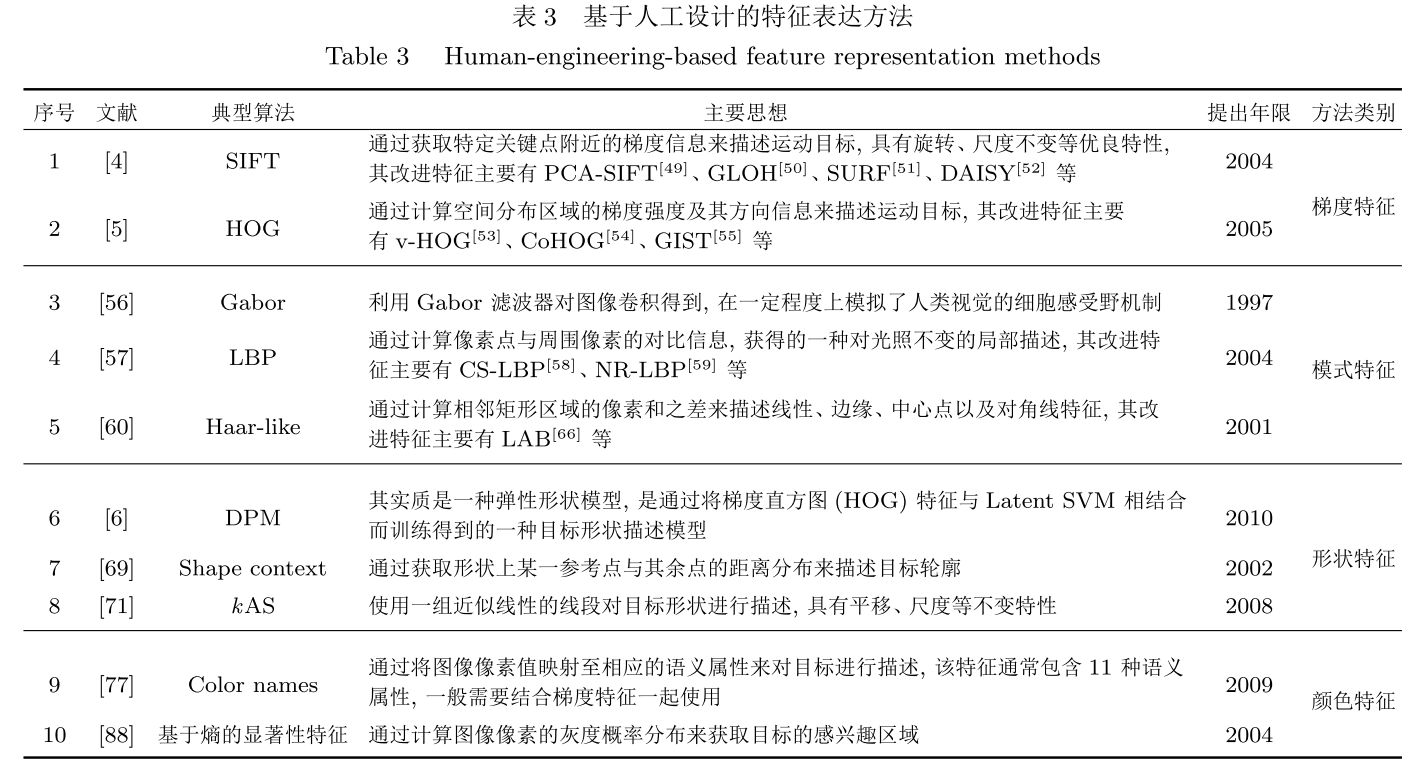 表 3 基于人工设计的特征表达方法
Table 3 Human-engineering-based feature representation methods
序号 文献 典型算法 主要思想 提出年限 方法类别
1 [4] SIFT 通过获取特定关键点附近的梯度信息来描述运动目标, 具有旋转、尺度不变等优良特性, 2004
其改进特征主要有 PCA-SIFT[49]、GLOH[50]、SURF[51]、DAISY[52] 等
梯度特征
2 [5] HOG 通过计算空间分布区域的梯度强度及其方向信息来描述运动目标, 其改进特征主要 2005
有 v-HOG[53]、CoHOG[54]、GIST[55] 等
3 [56] Gabor 利用 Gabor 滤波器对图像卷积得到, 在一定程度上模拟了人类视觉的细胞感受野机制 1997
4 [57] LBP 通过计算像素点与周围像素的对比信息, 获得的一种对光照不变的局部描述, 其改进特 2004
征主要有 CS-LBP[58]、NR-LBP[59] 等
模式特征
5 [60] Haar-like 通过计算相邻矩形区域的像素和之差来描述线性、边缘、中心点以及对角线特征, 其改 2001
进特征主要有 LAB[66] 等
6 [6] DPM 其实质是一种弹性形状模型, 是通过将梯度直方图 (HOG) 特征与 Latent SVM 相结合 2010
而训练得到的一种目标形状描述模型
形状特征
7 [69] Shape context 通过获取形状上某一参考点与其余点的距离分布来描述目标轮廓 2002
8 [71] kAS 使用一组近似线性的线段对目标形状进行描述, 具有平移、尺度等不变特性 2008
9 [77] Color names 通过将图像像素值映射至相应的语义属性来对目标进行描述, 该特征通常包含 11 种语义 2009
属性, 一般需要结合梯度特征一起使用
颜色特征
10 [88] 基于熵的显著性特征 通过计算图像像素的灰度概率分布来获取目标的感兴趣区域 2004